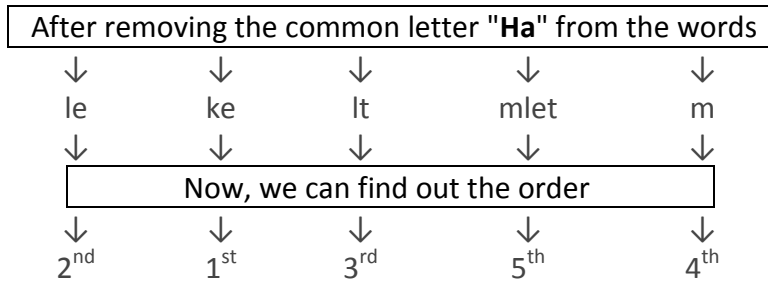 After removing the common letter "Ha" from the words
↓ ↓ ↓ ↓ ↓
le ke lt mlet m
↓ ↓ ↓ ↓ ↓
Now, we can find out the order
↓ ↓ ↓ ↓ ↓
2nd 1st 3rd 5th 4th